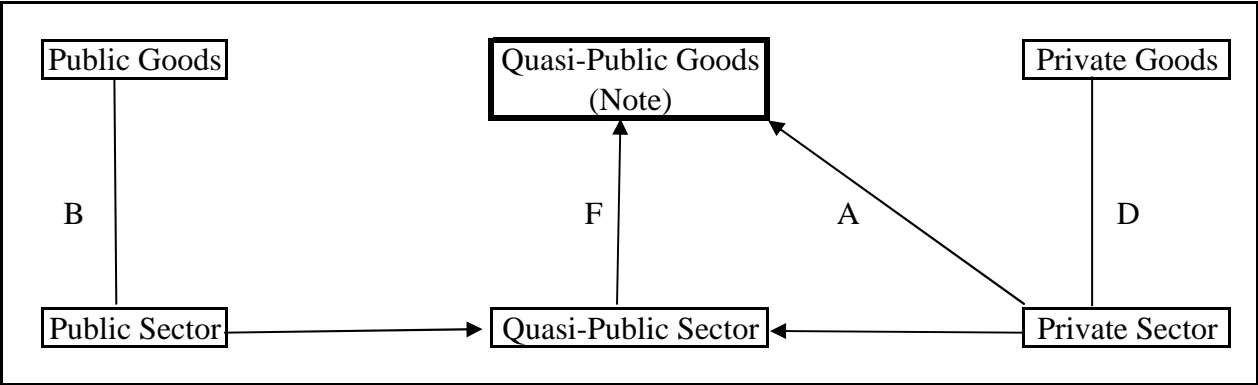 Public Goods
Quasi-Public Goods
(Note)
Private Goods
B
F
A
D
Public Sector
Quasi-Public Sector
Private Sector